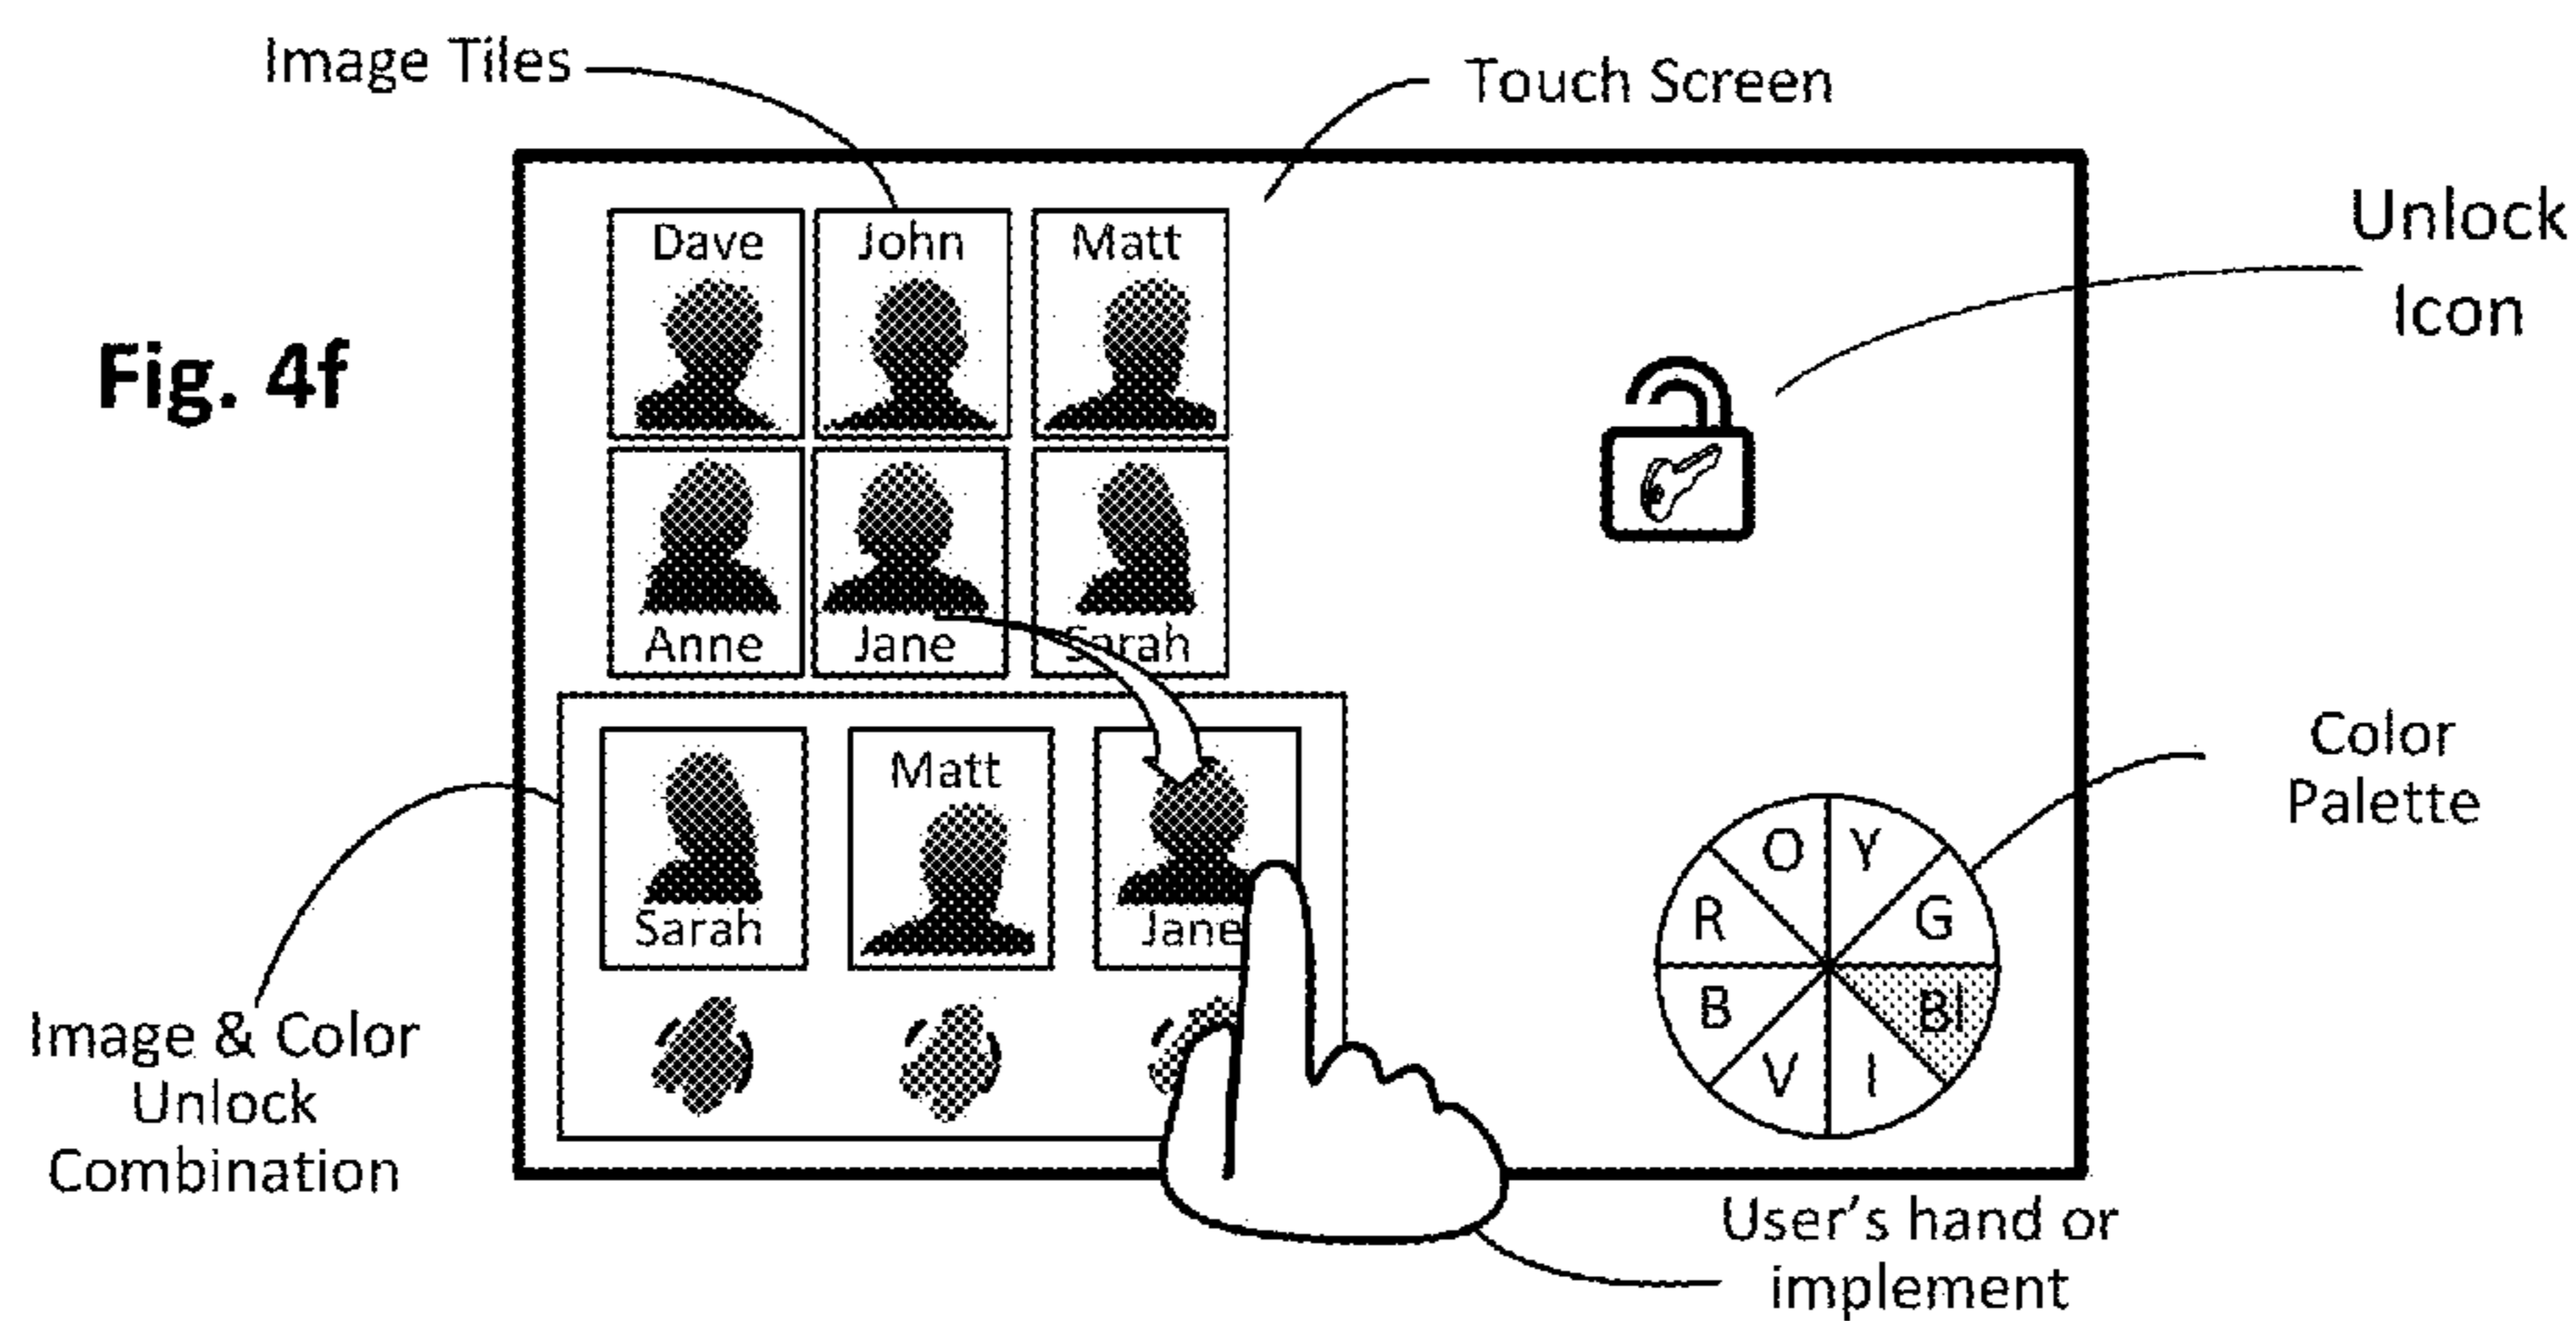 Image Tiles
Touch Screen
Unlock
Icon
Fig. 4f
Dave
John
Matt
Anne
Jane
Sarah
Sarah
Matt
Jane
Color
Palette
O
Y
R
G
B
Bl
V
I
Image & Color
Unlock
Combination
User's hand or
implement